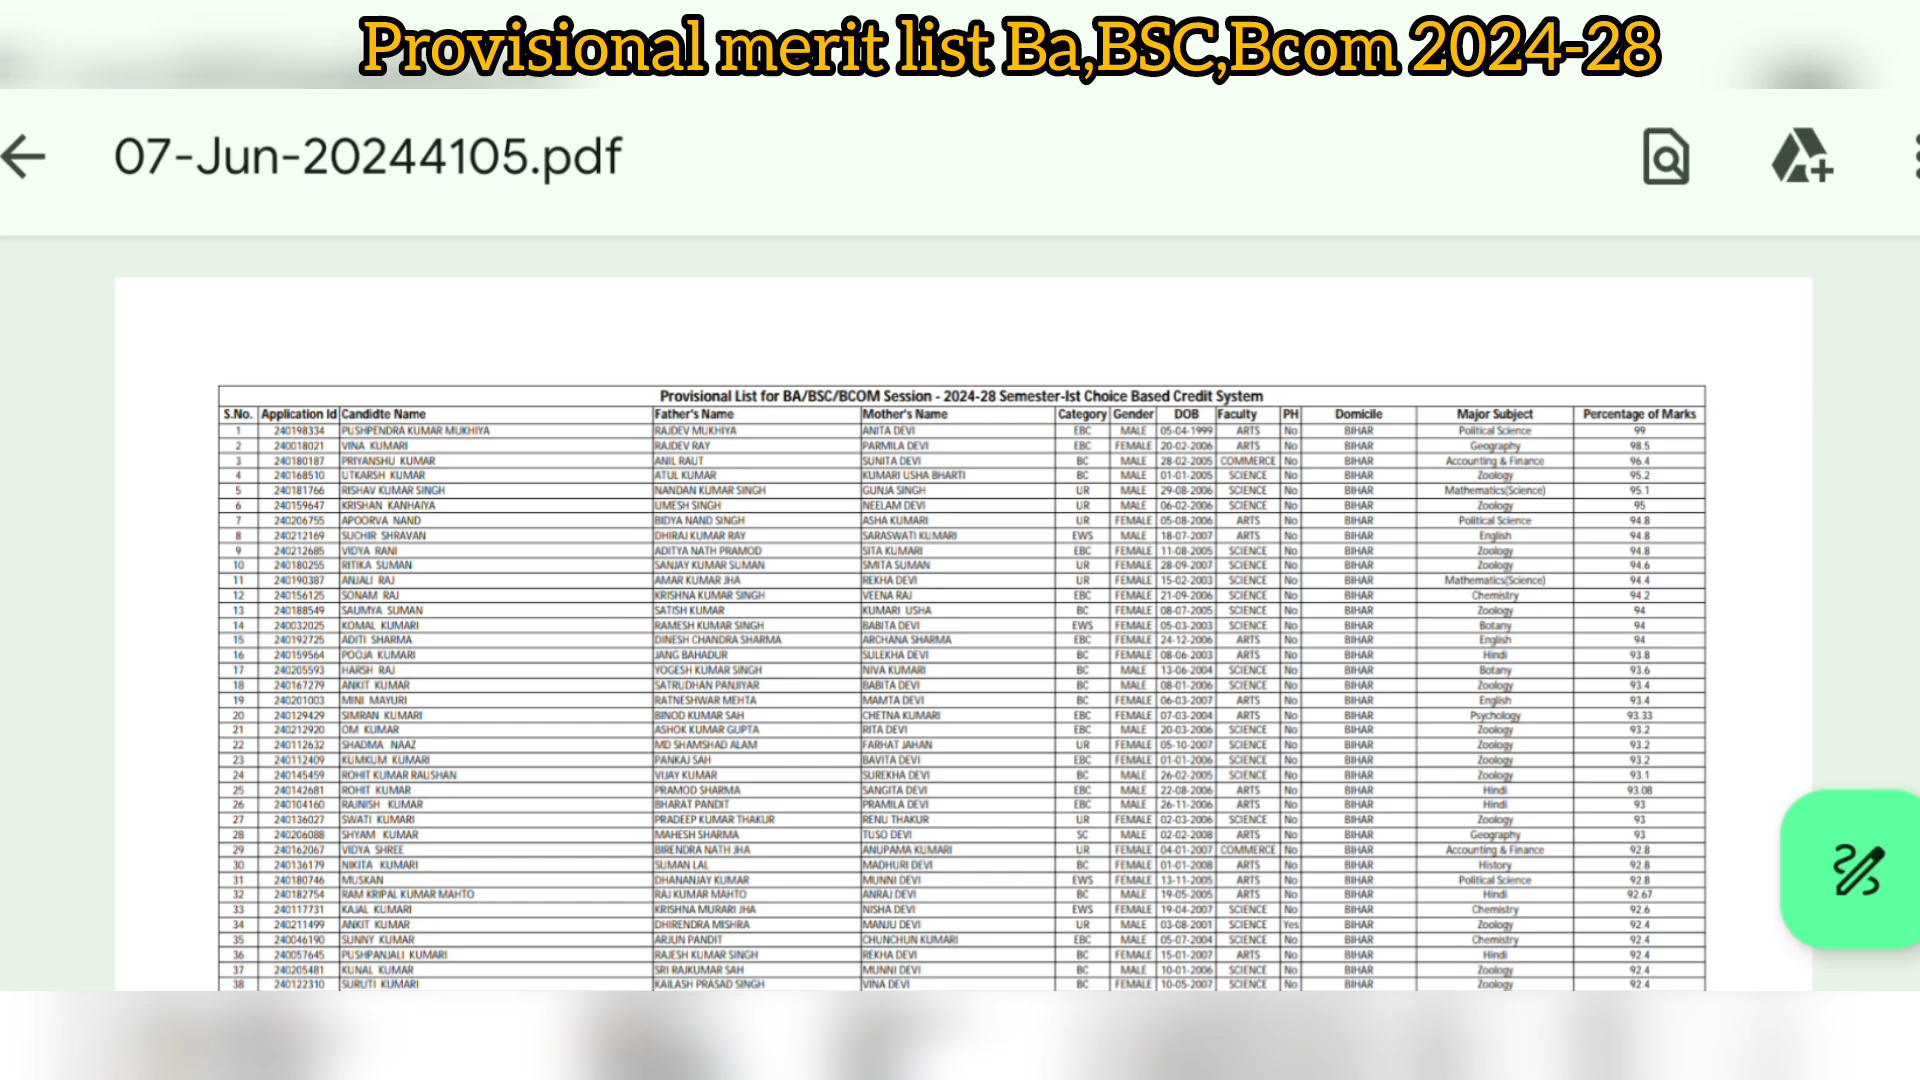 Provisional merit list Ba,BSC,Bcom 2024-28
07-Jun-20244105.pdf
Provisional List for BA/BSC/BCOM Session - 2024-28 Semester-Ist Choice Based Credit System
S.No. Application Id Candidte Name Father's Name Mother's Name Category Gender DOB Faculty PH Domicile Major Subject Percentage of Marks
1 240198334 PUSHPENDRA KUMAR MUKHIYA RAJDEV MUKHIYA ANITA DEVI EBC MALE 05-04-1999 ARTS No BIHAR Political Science 99
2 240018021 VINA KUMARI RAJDEV RAY PARMILA DEVI EBC FEMALE 20-02-2006 ARTS No BIHAR Geography 98.5
3 240180187 PRIYANSHU KUMAR ANIL RAUT SUNITA DEVI BC MALE 28-02-2005 COMMERCE No BIHAR Accounting & Finance 96.4
4 240168510 UTKARSH KUMAR ATUL KUMAR KUMARI USHA BHARTI BC MALE 01-01-2005 SCIENCE No BIHAR Zoology 95.2
5 240181766 RISHAV KUMAR SINGH NANDAN KUMAR SINGH GUNJA SINGH UR MALE 29-08-2006 SCIENCE No BIHAR Mathematics(Science) 95.1
6 240159647 KRISHAN KANHAIYA UMESH SINGH NEELAM DEVI UR MALE 06-02-2006 SCIENCE No BIHAR Zoology 95
7 240206755 APOORVA NAND BIDYA NAND SINGH ASHA KUMARI UR FEMALE 05-08-2006 ARTS No BIHAR Political Science 94.8
8 240212169 SUCHIR SHRAVAN DHIRAJ KUMAR RAY SARASWATI KUMARI EWS MALE 18-07-2007 ARTS No BIHAR English 94.8
9 240212685 VIDYA RANI ADITYA NATH PRAMOD SITA KUMARI EBC FEMALE 11-08-2005 SCIENCE No BIHAR Zoology 94.8
10 240180255 RITIKA SUMAN SANJAY KUMAR SUMAN SMITA SUMAN UR FEMALE 28-09-2007 SCIENCE No BIHAR Zoology 94.6
11 240190387 ANJALI RAJ AMAR KUMAR JHA REKHA DEVI UR FEMALE 15-02-2003 SCIENCE No BIHAR Mathematics(Science) 94.4
12 240156125 SONAM RAJ KRISHNA KUMAR SINGH VEENA RAJ EBC FEMALE 21-09-2006 SCIENCE No BIHAR Chemistry 94.2
13 240188549 SAUMYA SUMAN SATISH KUMAR KUMARI USHA BC FEMALE 08-07-2005 SCIENCE No BIHAR Zoology 94
14 240032025 KOMAL KUMARI RAMESH KUMAR SINGH BABITA DEVI EWS FEMALE 05-03-2003 SCIENCE No BIHAR Botany 94
15 240192725 ADITI SHARMA DINESH CHANDRA SHARMA ARCHANA SHARMA EBC FEMALE 24-12-2006 ARTS No BIHAR English 94
16 240159564 POOJA KUMARI JANG BAHADUR SULEKHA DEVI BC FEMALE 08-06-2003 ARTS No BIHAR Hindi 93.8
17 240205593 HARSH RAJ YOGESH KUMAR SINGH NIVA KUMARI BC MALE 13-06-2004 SCIENCE No BIHAR Botany 93.6
18 240167279 ANKIT KUMAR SATRUDHAN PANJIYAR BABITA DEVI BC MALE 08-01-2006 SCIENCE No BIHAR Zoology 93.4
19 240201003 MINI MAYURI RATNESHWAR MEHTA MAMTA DEVI BC FEMALE 06-03-2007 ARTS No BIHAR English 93.4
20 240129429 SIMRAN KUMARI BINOD KUMAR SAH CHETNA KUMARI EBC FEMALE 07-03-2004 ARTS No BIHAR Psychology 93.33
21 240212920 OM KUMAR ASHOK KUMAR GUPTA RITA DEVI EBC MALE 20-03-2006 SCIENCE No BIHAR Zoology 93.2
22 240112632 SHADMA NAAZ MD SHAMSHAD ALAM FARHAT JAHAN UR FEMALE 05-10-2007 SCIENCE No BIHAR Zoology 93.2
23 240112409 KUMKUM KUMARI PANKAJ SAH BAVITA DEVI EBC FEMALE 01-01-2006 SCIENCE No BIHAR Zoology 93.2
24 240145459 ROHIT KUMAR RAUSHAN VIJAY KUMAR SUREKHA DEVI BC MALE 26-02-2005 SCIENCE No BIHAR Zoology 93.1
25 240142681 ROHIT KUMAR PRAMOD SHARMA SANGITA DEVI EBC MALE 22-08-2006 ARTS No BIHAR Hindi 93.08
26 240104160 RAJNISH KUMAR BHARAT PANDIT PRAMILA DEVI EBC MALE 26-11-2006 ARTS No BIHAR Hindi 93
27 240136027 SWATI KUMARI PRADEEP KUMAR THAKUR RENU THAKUR UR FEMALE 02-03-2006 SCIENCE No BIHAR Zoology 93
28 240206088 SHYAM KUMAR MAHESH SHARMA TUSO DEVI SC MALE 02-02-2008 ARTS No BIHAR Geography 93
29 240162067 VIDYA SHREE BIRENDRA NATH JHA ANUPAMA KUMARI UR FEMALE 04-01-2007 COMMERCE No BIHAR Accounting & Finance 92.8
30 240136179 NIKITA KUMARI SUMAN LAL MADHURI DEVI BC FEMALE 01-01-2008 ARTS No BIHAR History 92.8
31 240180746 MUSKAN DHANANJAY KUMAR MUNNI DEVI EWS FEMALE 13-11-2005 ARTS No BIHAR Political Science 92.8
32 240182754 RAM KRIPAL KUMAR MAHTO RAJ KUMAR MAHTO ANRAJ DEVI BC MALE 19-05-2005 ARTS No BIHAR Hindi 92.67
33 240117731 KAJAL KUMARI KRISHNA MURARI JHA NISHA DEVI EWS FEMALE 19-04-2007 SCIENCE No BIHAR Chemistry 92.6
34 240211499 ANKIT KUMAR DHIRENDRA MISHRA MANJU DEVI UR MALE 03-08-2001 SCIENCE Yes BIHAR Zoology 92.4
35 240046190 SUNNY KUMAR ARJUN PANDIT CHUNCHUN KUMARI EBC MALE 05-07-2004 SCIENCE No BIHAR Chemistry 92.4
36 240057645 PUSHPANJALI KUMARI RAJESH KUMAR SINGH REKHA DEVI BC FEMALE 15-01-2007 ARTS No BIHAR Hindi 92.4
37 240205481 KUNAL KUMAR SRI RAJKUMAR SAH MUNNI DEVI BC MALE 10-01-2006 SCIENCE No BIHAR Zoology 92.4
38 240122310 SURUTI KUMARI KAILASH PRASAD SINGH VINA DEVI BC FEMALE 10-05-2007 SCIENCE No BIHAR Zoology 92.4